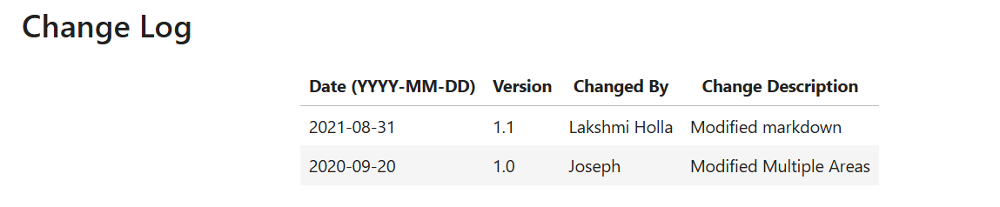 Change Log
Date (YYYY-MM-DD) Version Changed By Change Description
2021-08-31 1.1 Lakshmi Holla Modified markdown
2020-09-20 1.0 Joseph Modified Multiple Areas